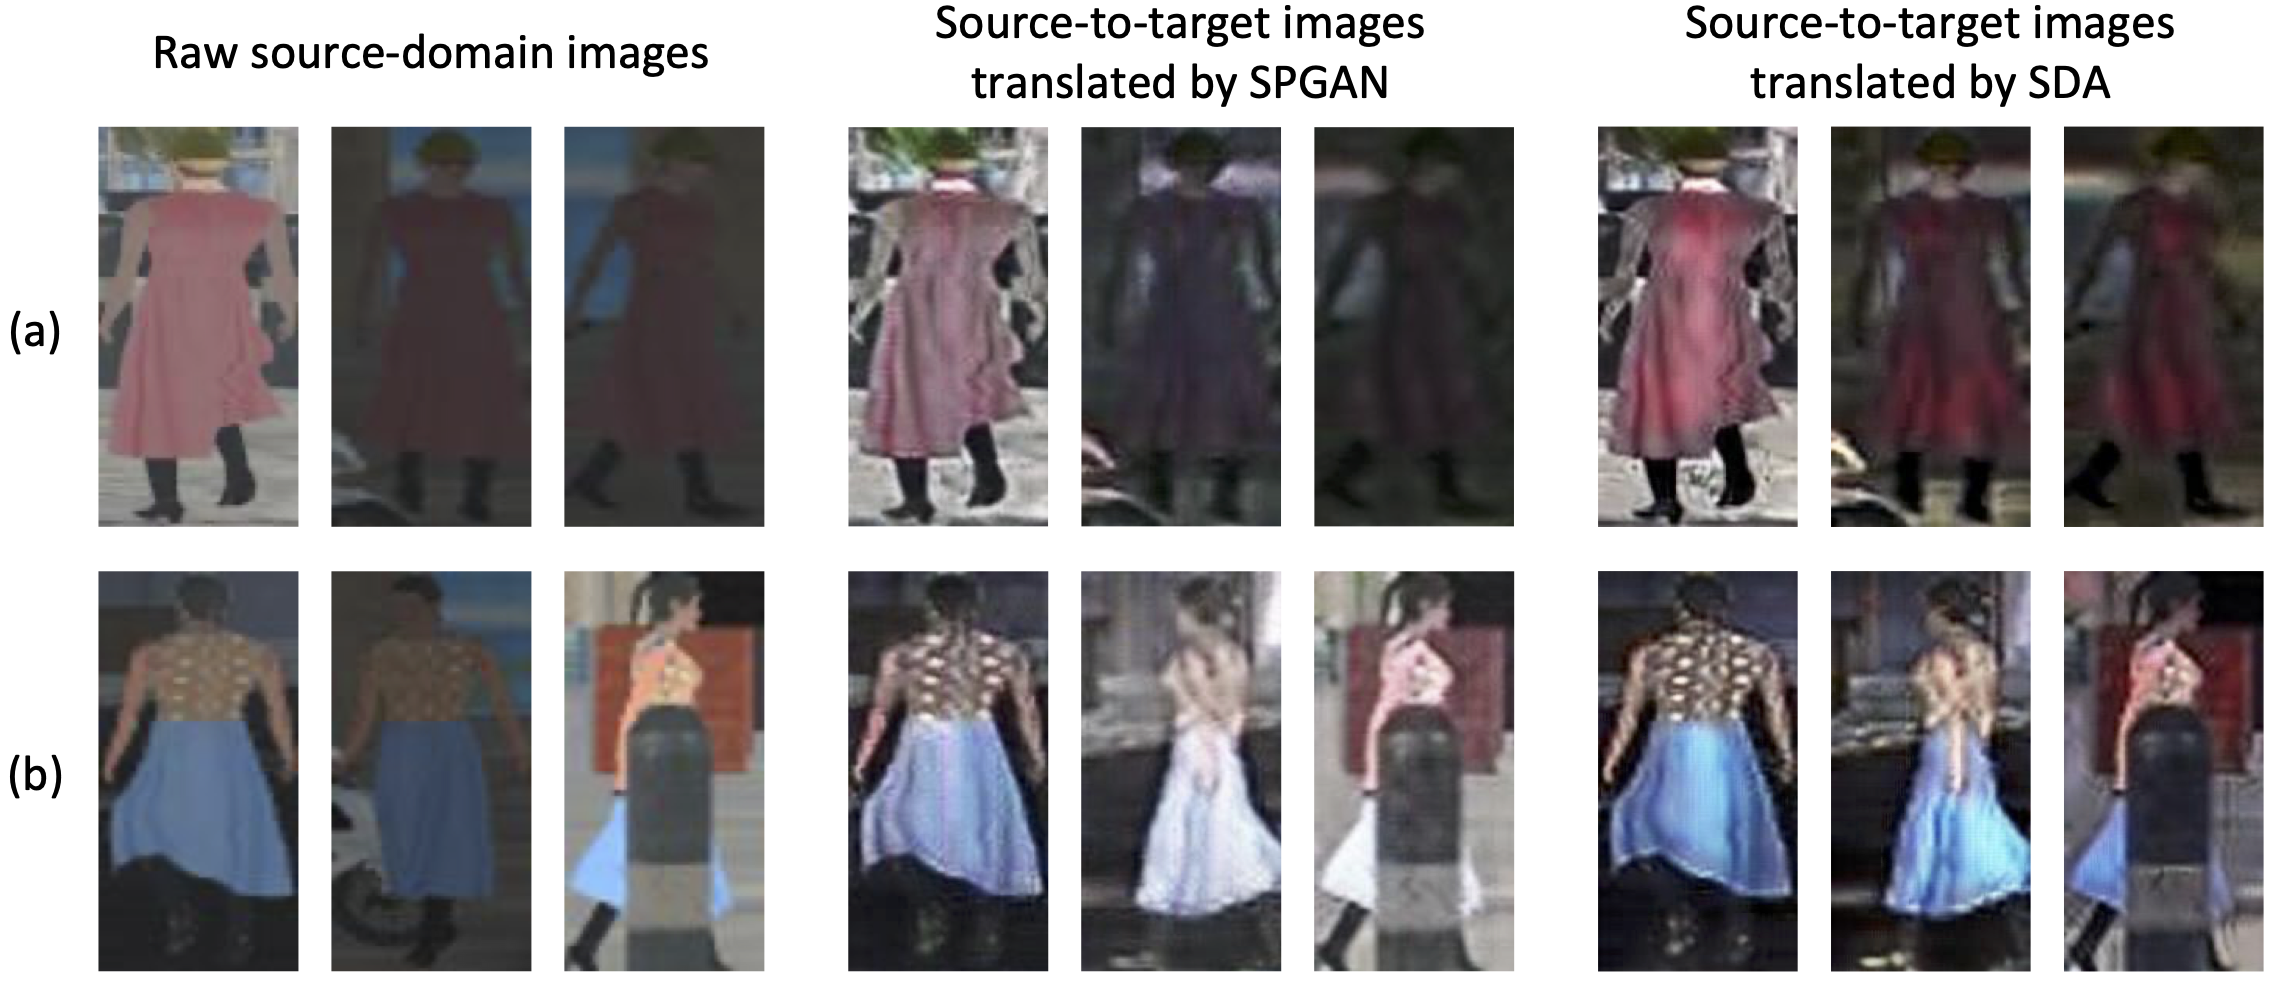 Raw source-domain images
Source-to-target images
translated by SPGAN
Source-to-target images
translated by SDA
(a)
(b)